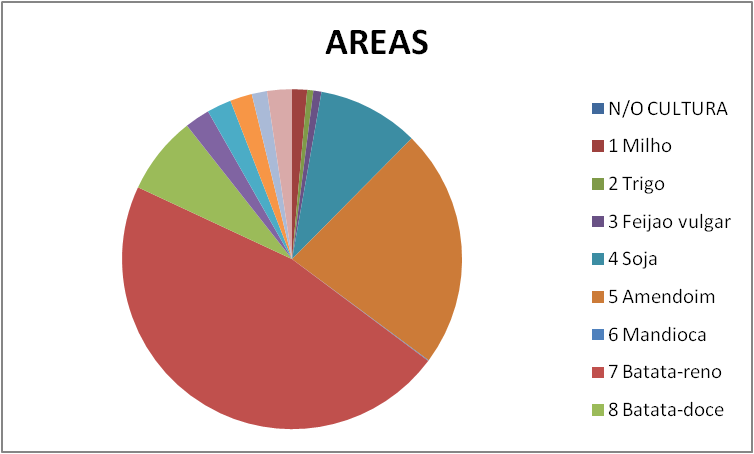 AREAS
N/O CULTURA
1 Milho
2 Trigo
3 Feijao vulgar
4 Soja
5 Amendoim
6 Mandioca
7 Batata-reno
8 Batata-doce